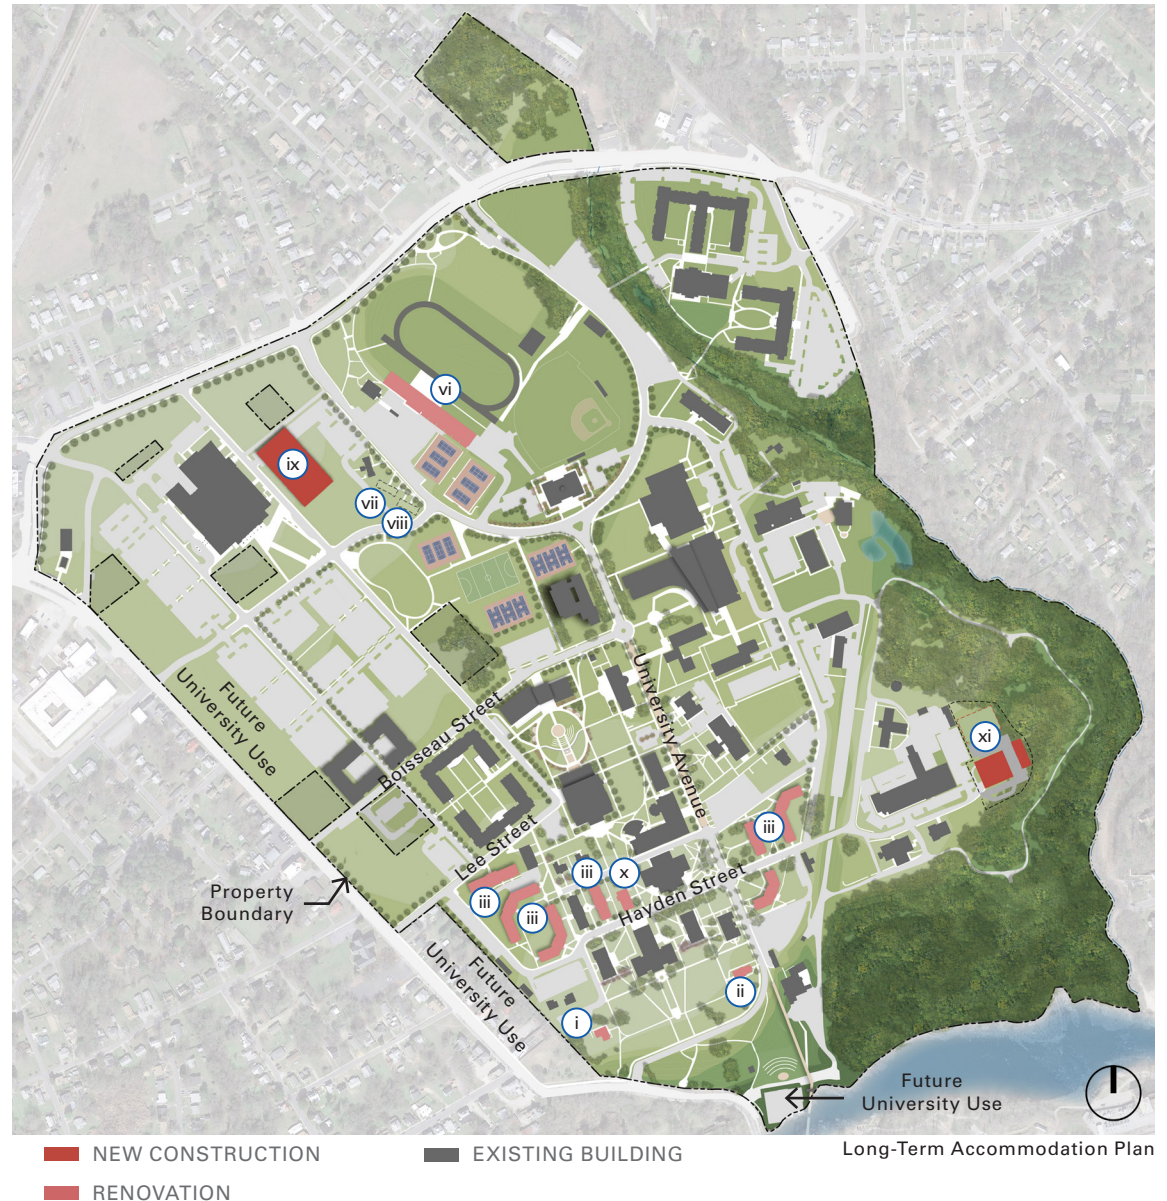 vi
ix
vii
viii
Future
University Use
Boisseau Street
University Avenue
xi
Lee Street
iii
iii
x
Property
Boundary
iii
iii
Hayden Street
Future
University Use
ii
i
Future
University Use
Long-Term Accommodation Plan
NEW CONSTRUCTION
EXISTING BUILDING
RENOVATION